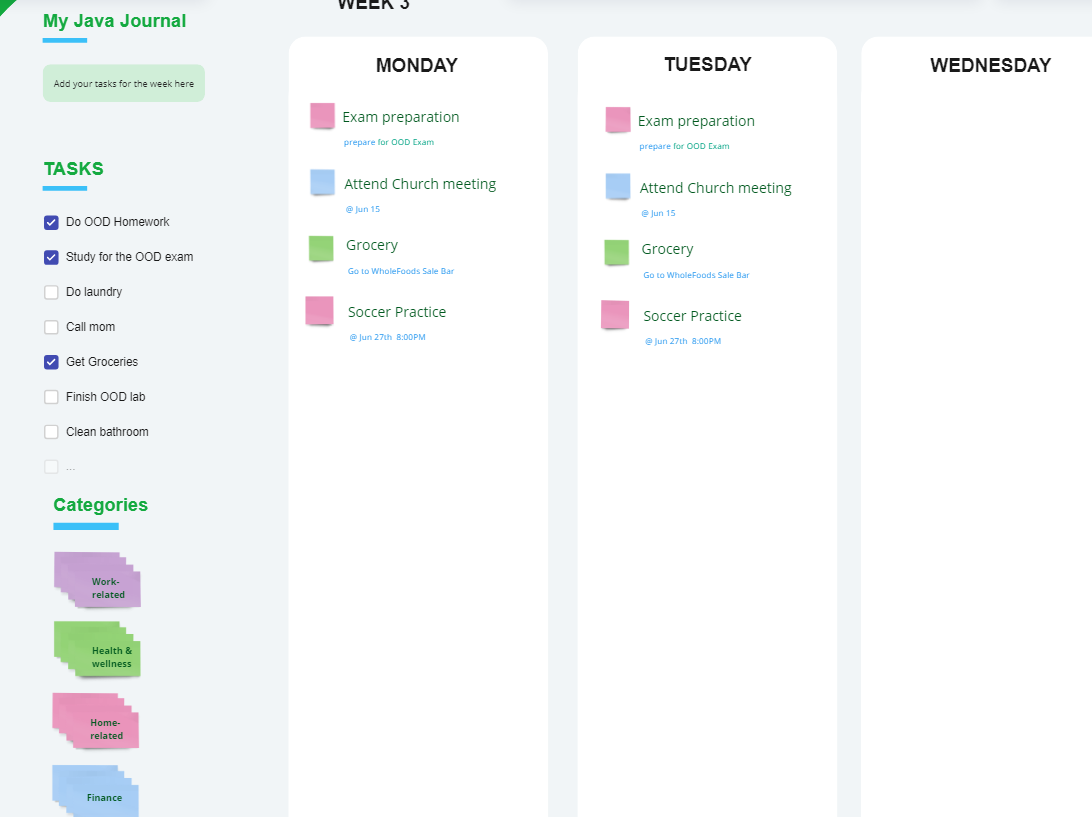 WEEK 3
My Java Journal
Add your tasks for the week here
TASKS
Do OOD Homework
Study for the OOD exam
Do laundry
Call mom
Get Groceries
Finish OOD lab
Clean bathroom
...
Categories
Work-
related
Health &
wellness
Home-
related
Finance
MONDAY
Exam preparation
prepare for OOD Exam
Attend Church meeting
@ Jun 15
Grocery
Go to WholeFoods Sale Bar
Soccer Practice
@ Jun 27th  8:00PM
TUESDAY
Exam preparation
prepare for OOD Exam
Attend Church meeting
@ Jun 15
Grocery
Go to WholeFoods Sale Bar
Soccer Practice
@ Jun 27th  8:00PM
WEDNESDAY